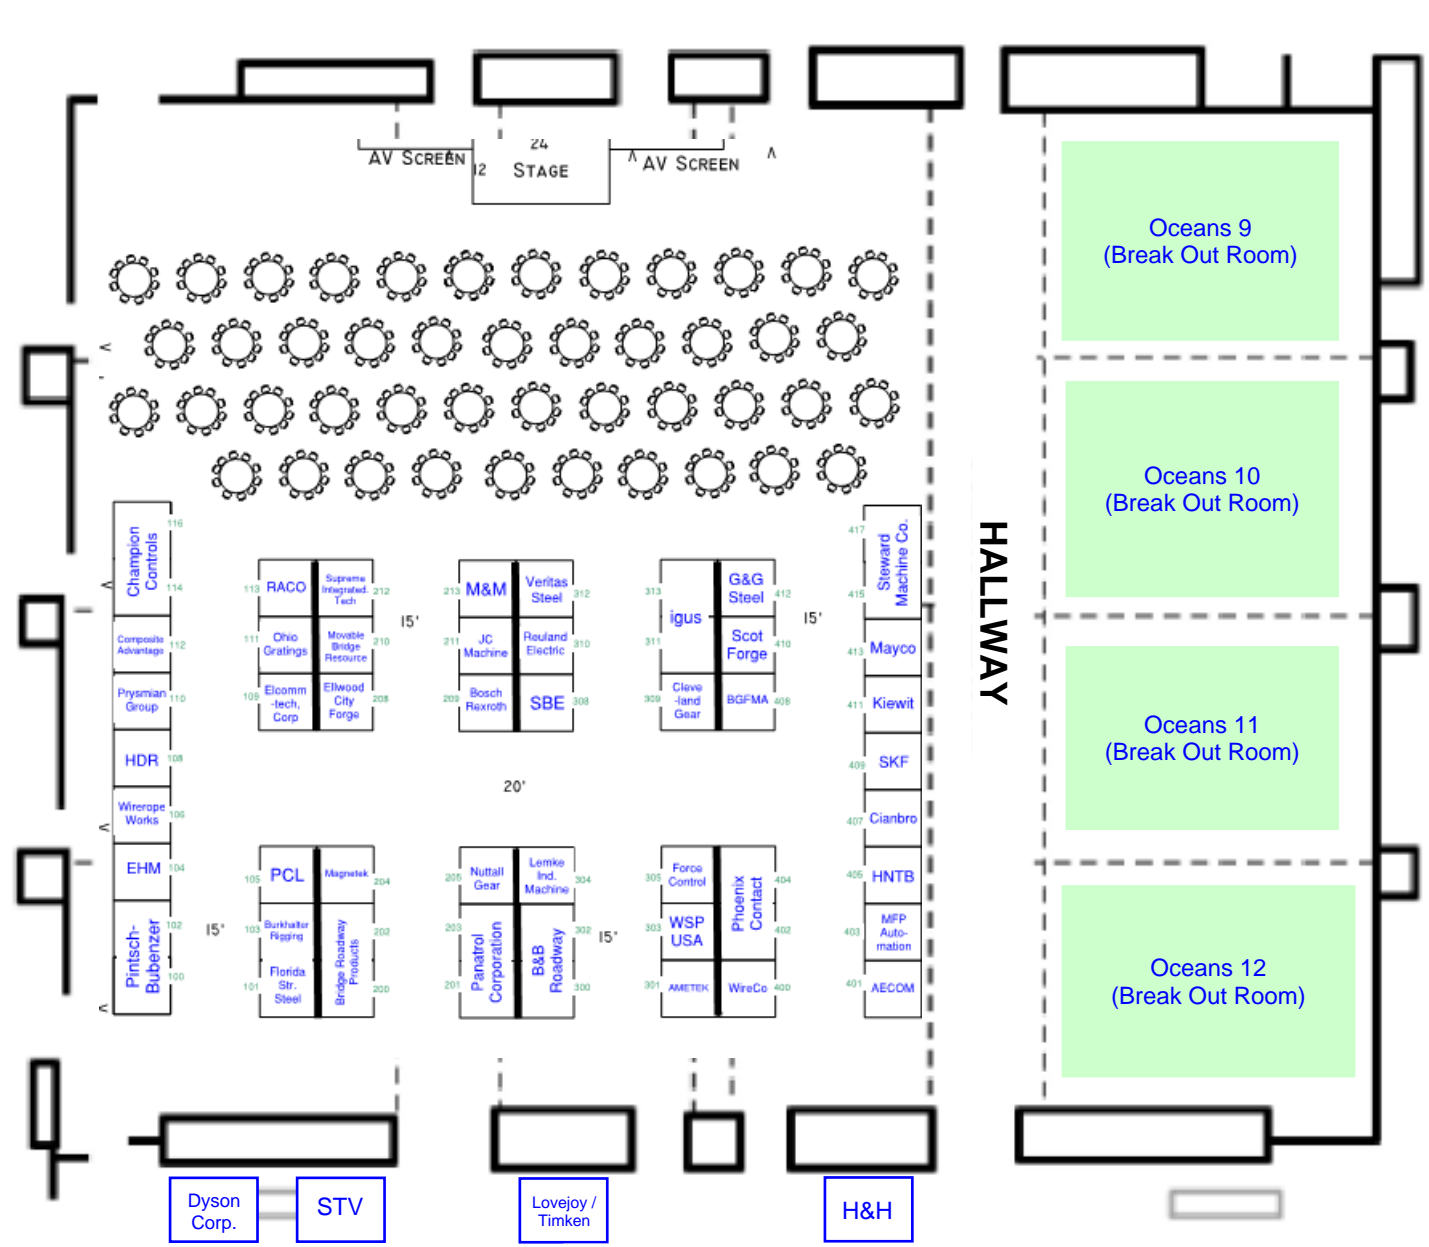 24
AV SCREEN
12
STAGE
AV SCREEN
Oceans 9
(Break Out Room)
Oceans 10
(Break Out Room)
Oceans 11
(Break Out Room)
Oceans 12
(Break Out Room)
HALLWAY
Champion
Controls
116
114
Composite
Advantage
112
Prysmian
Group
110
HDR
108
Wirerope
Works
106
EHM
104
Pintsch-
Bubenzer
102
100
113
RACO
Supreme
Integrated.
Tech
212
111
Ohio
Gratings
Movable
Bridge
Resource
210
109
Elcomm
-tech,
Corp
Ellwood
City
Forge
208
15'
213
M&M
Veritas
Steel
312
211
JC
Machine
Reuland
Electric
310
209
Bosch
Rexroth
SBE
308
313
igus
311
G&G
Steel
412
Scot
Forge
410
309
Cleve
-land
Gear
BGFMA
408
15'
417
Steward
Machine Co.
415
413
Mayco
411
Kiewit
409
SKF
407
Cianbro
405
HNTB
403
MFP
Auto-
mation
401
AECOM
20'
15'
105
PCL
Magnetek
204
103
Burkhalter
Rigging
101
Florida
Str.
Steel
Bridge Roadway
Products
202
200
205
Nuttall
Gear
Lemke
Ind.
Machine
304
203
Panatrol
Corporation
201
B&B
Roadway
302
300
15'
305
Force
Control
Phoenix
Contact
404
402
303
WSP
USA
301
AMETEK
WireCo
400
Dyson
Corp.
STV
Lovejoy /
Timken
H&H